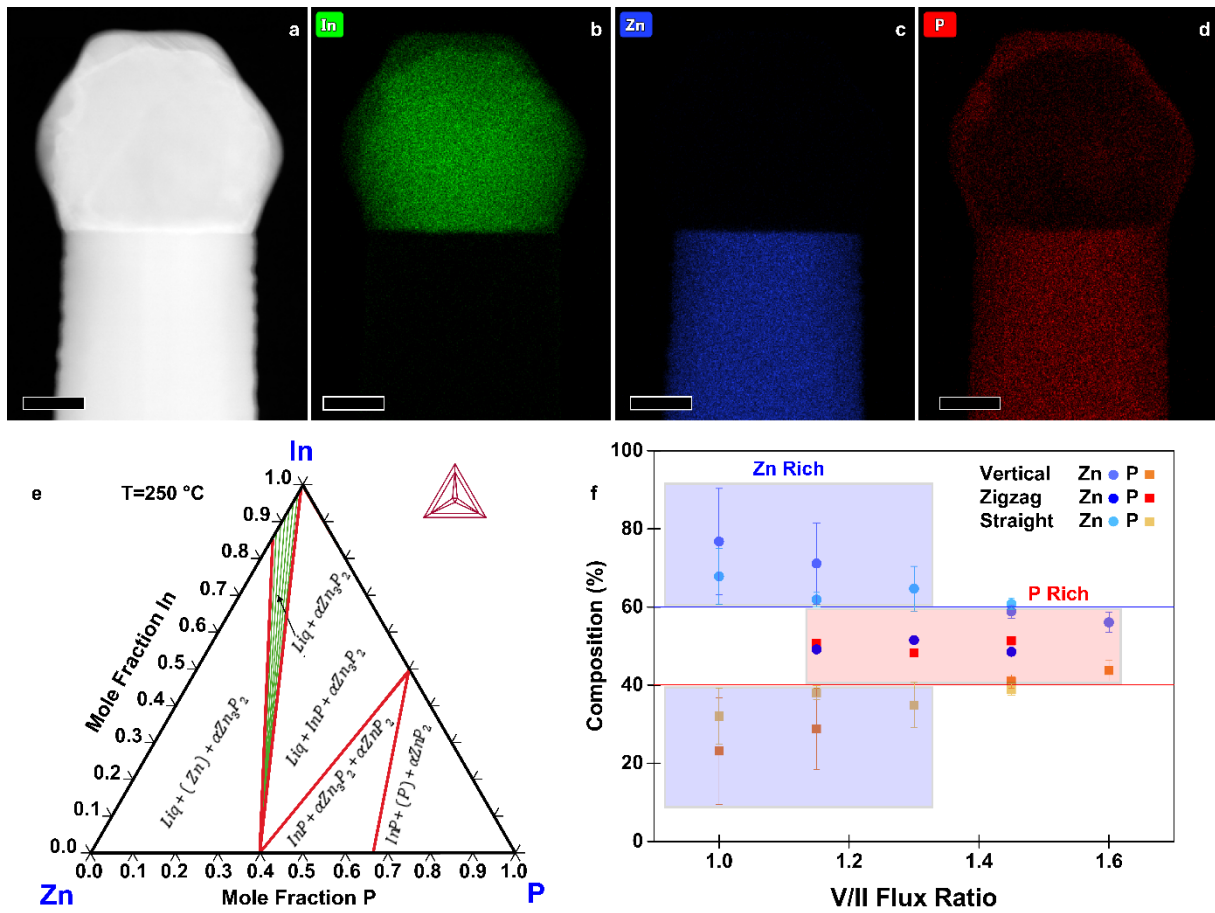 a
In
b
Zn
c
P
d
e
T=250 °C
In
1.0
0.9
0.8
0.7
0.6
0.5
0.4
0.3
0.2
0.1
0.0
Mole Fraction In
Liq + (Zn) + αZn₃P₂
Liq + αZn₃P₂
Liq + InP + αZn₃P₂
InP + αZn₃P₂ + αZnP₂
InP + (P) + αZnP₂
0.0 0.1 0.2 0.3 0.4 0.5 0.6 0.7 0.8 0.9 1.0
Zn
Mole Fraction P
P
f
100
80
60
40
20
0
Composition (%)
Zn Rich
P Rich
Vertical Zn P
Zigzag Zn P
Straight Zn P
1.0 1.2 1.4 1.6
V/II Flux Ratio